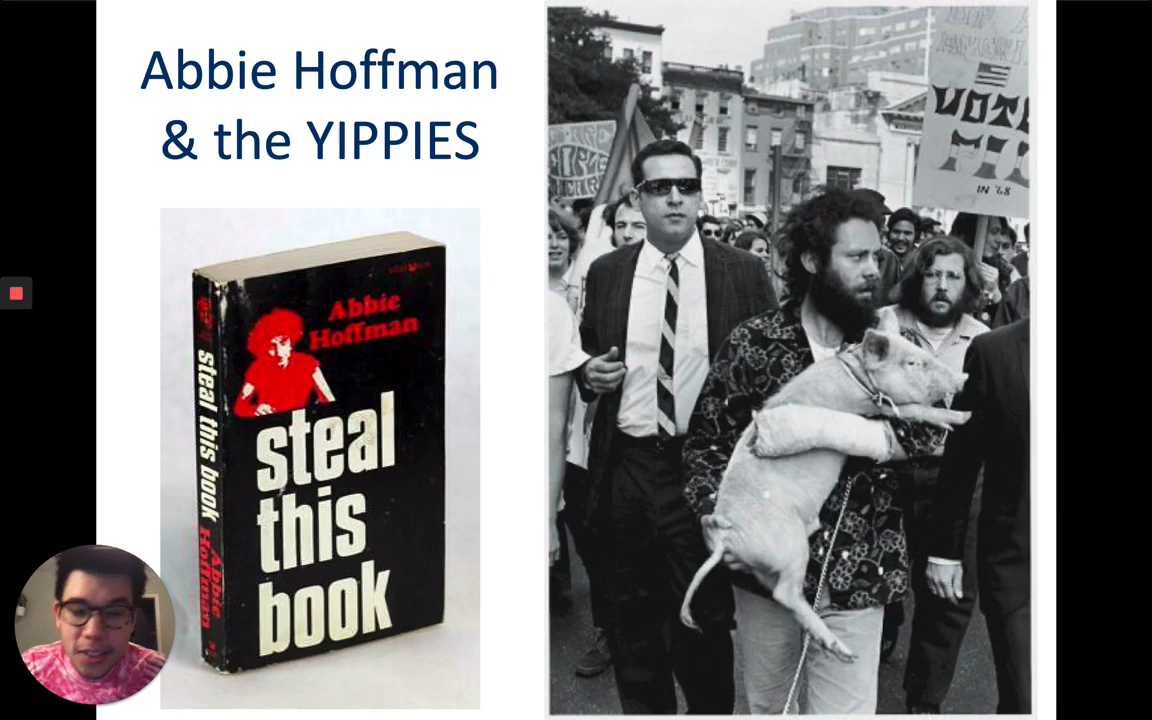 Abbie Hoffman
& the YIPPIES
Abbie
Hoffman
steal
this
book
steal this book Abbie Hoffman
VOTE
IN '68